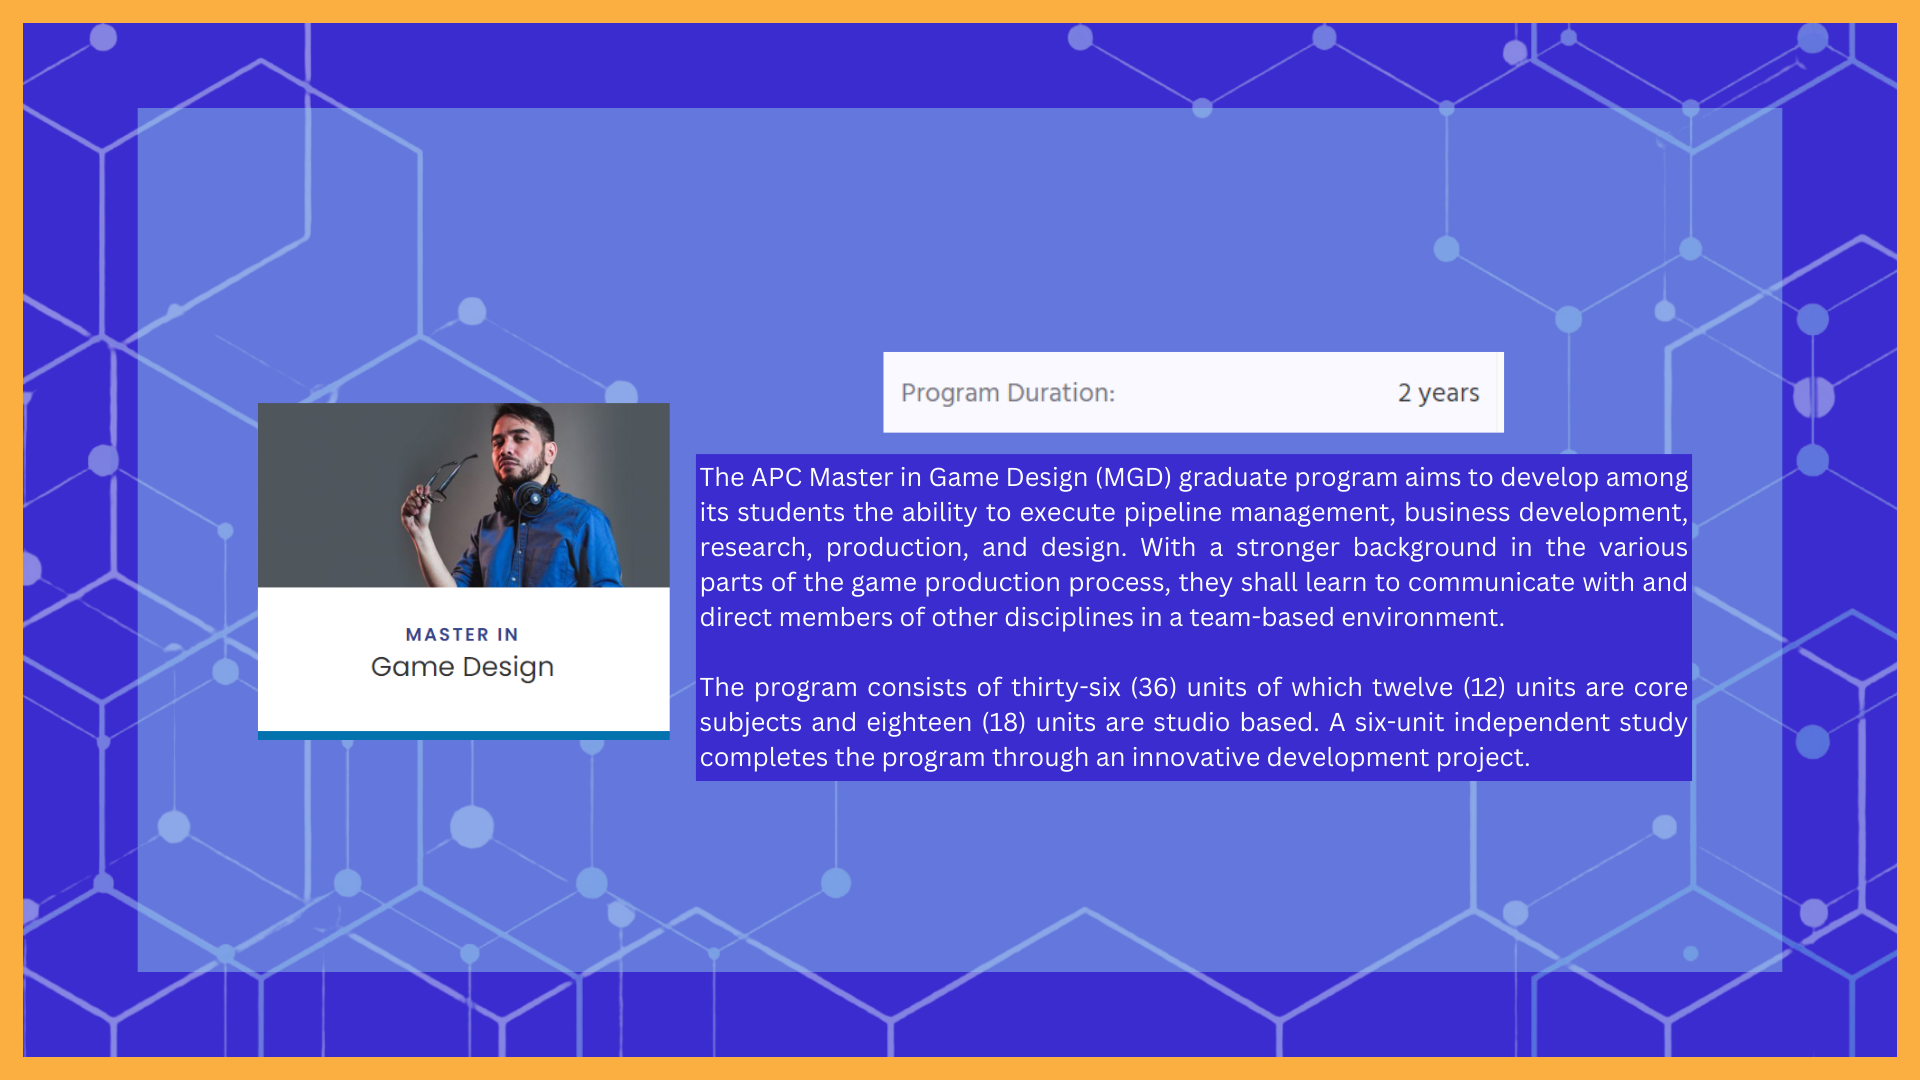 Program Duration: 2 years
MASTER IN
Game Design
The APC Master in Game Design (MGD) graduate program aims to develop among
its students the ability to execute pipeline management, business development,
research, production, and design. With a stronger background in the various
parts of the game production process, they shall learn to communicate with and
direct members of other disciplines in a team-based environment.
The program consists of thirty-six (36) units of which twelve (12) units are core
subjects and eighteen (18) units are studio based. A six-unit independent study
completes the program through an innovative development project.